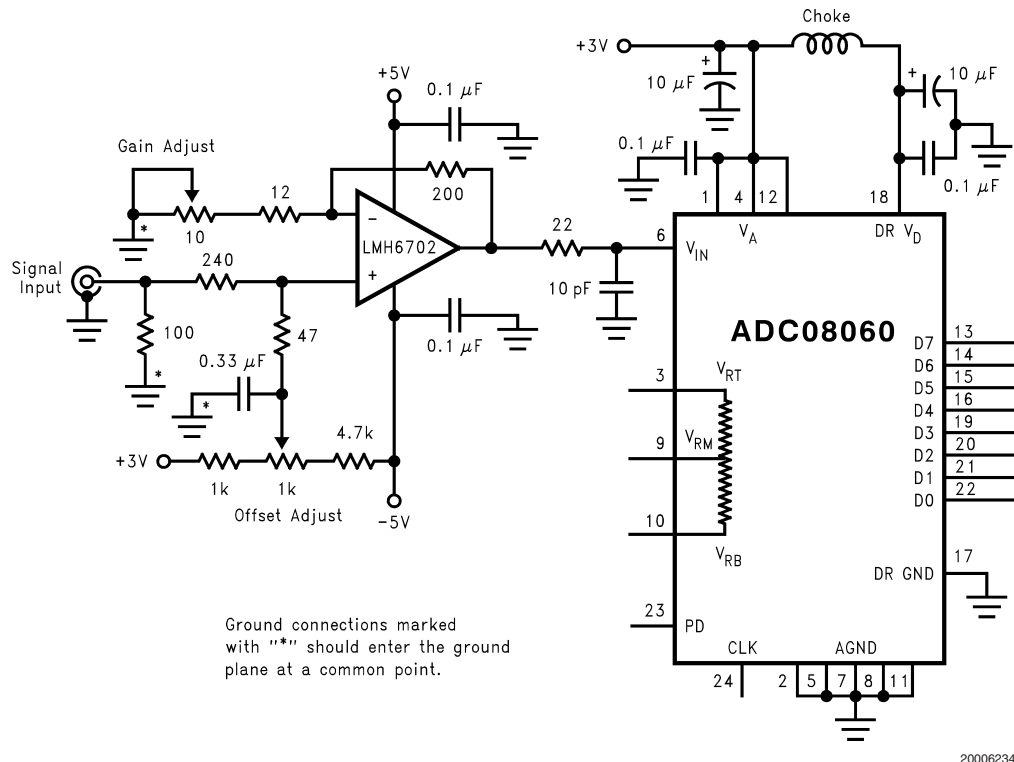 Choke
+3V
+
10 µF
+
10 µF
+5V
0.1 µF
0.1 µF
0.1 µF
Gain Adjust
12
200
1
4
12
18
*
10
LMH6702
−
+
22
6
V_A
DR V_D
V_IN
Signal
Input
240
10 pF
100
47
0.1 µF
ADC08060
0.33 µF
*
*
D7 13
D6 14
D5 15
D4 16
D3 19
D2 20
D1 21
D0 22
3
V_RT
9
V_RM
10
V_RB
+3V
4.7k
1k
1k
Offset Adjust
−5V
DR GND
17
23
PD
Ground connections marked
with "*" should enter the ground
plane at a common point.
CLK
AGND
24
2
5
7
8
11
20006234